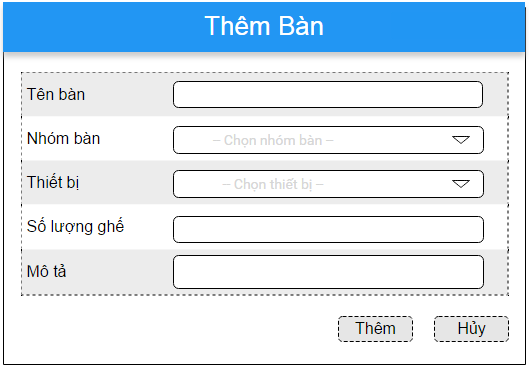 Thêm Bàn
Tên bàn
Nhóm bàn -- Chọn nhóm bàn --
Thiết bị -- Chọn thiết bị --
Số lượng ghế
Mô tả
Thêm Hủy